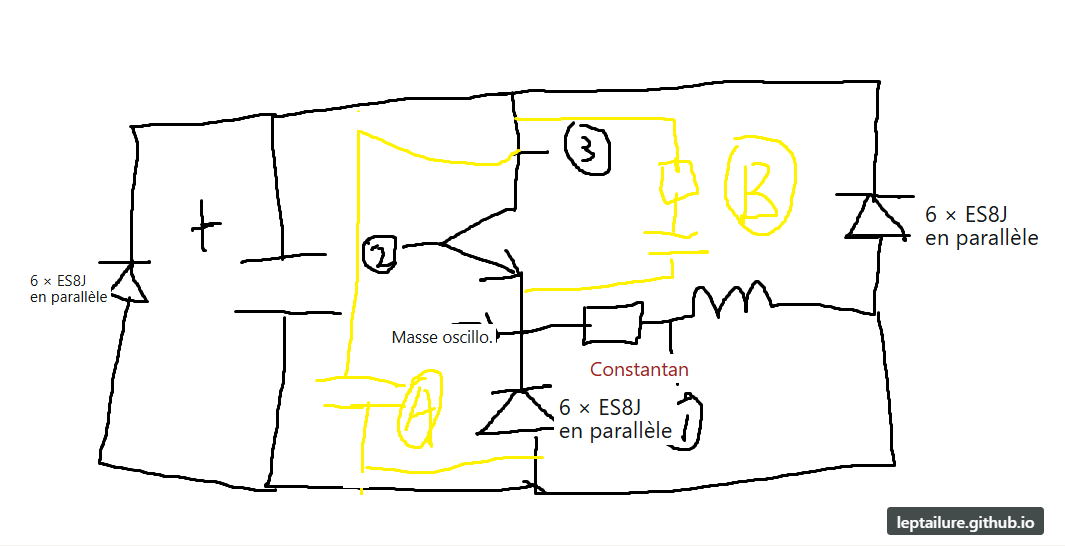 3
B
+
2
6 × ES8J
en parallèle
6 × ES8J
en parallèle
Masse oscillo.
Constantan
A
6 × ES8J
en parallèle
1
leptailure.github.io